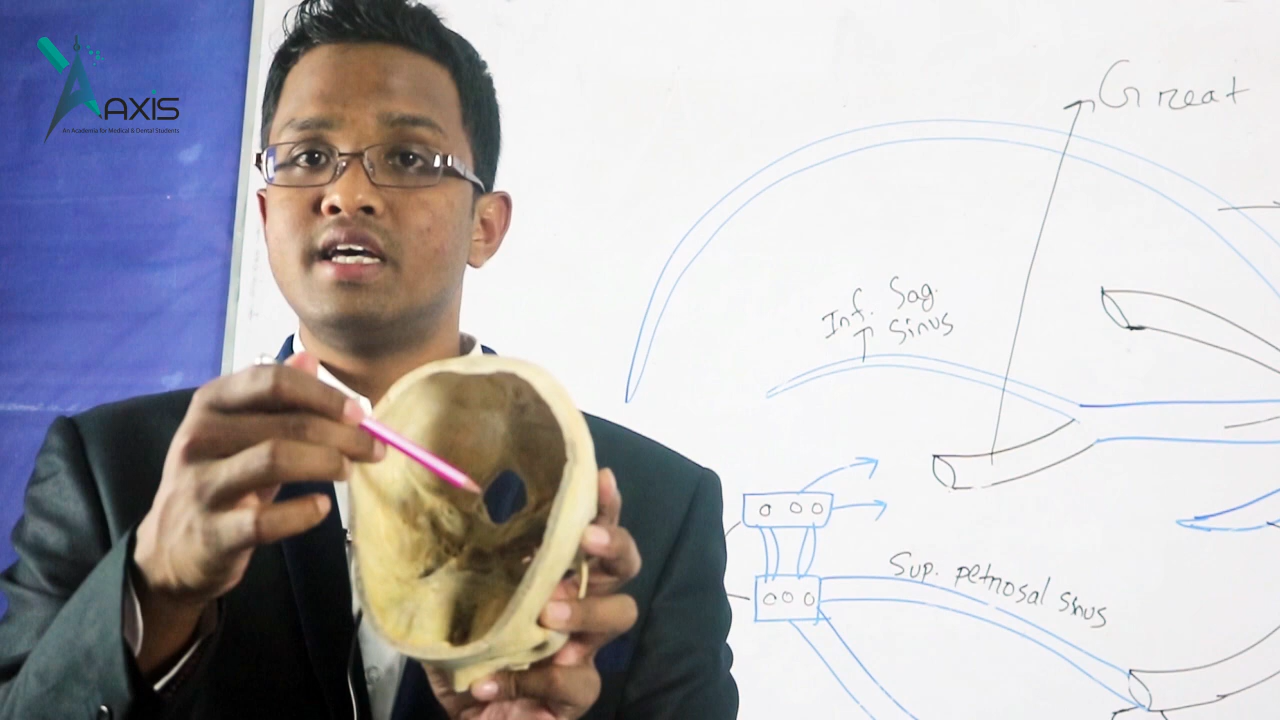 AXIS
An Academia for Medical & Dental Students
Great
Inf. Sag.
Sinus
Sup. petrosal sinus